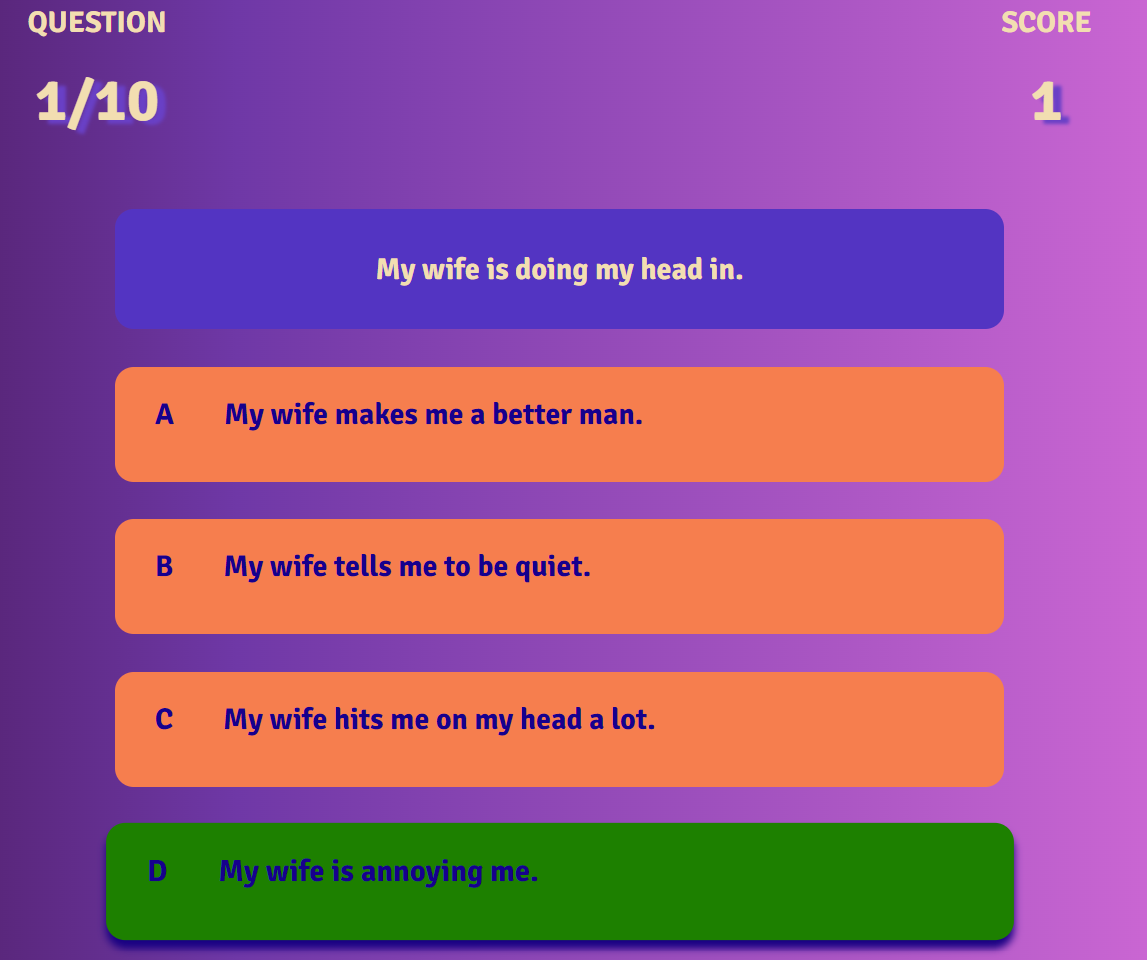 QUESTION
SCORE
1/10
1
My wife is doing my head in.
A My wife makes me a better man.
B My wife tells me to be quiet.
C My wife hits me on my head a lot.
D My wife is annoying me.